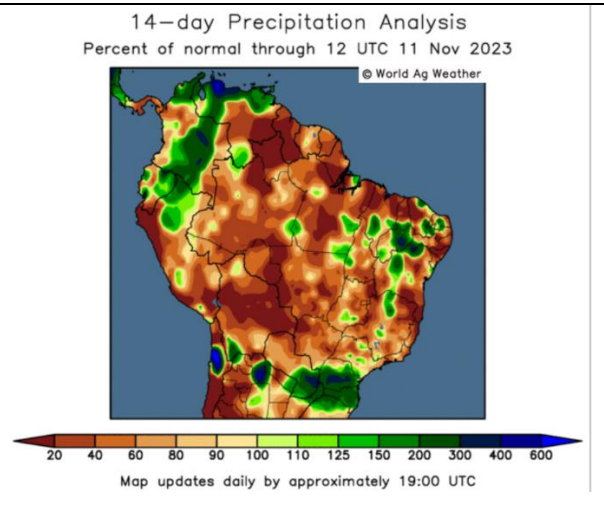 14-day Precipitation Analysis
Percent of normal through 12 UTC 11 Nov 2023
© World Ag Weather
20 40 60 80 90 100 110 125 150 200 300 400 600
Map updates daily by approximately 19:00 UTC